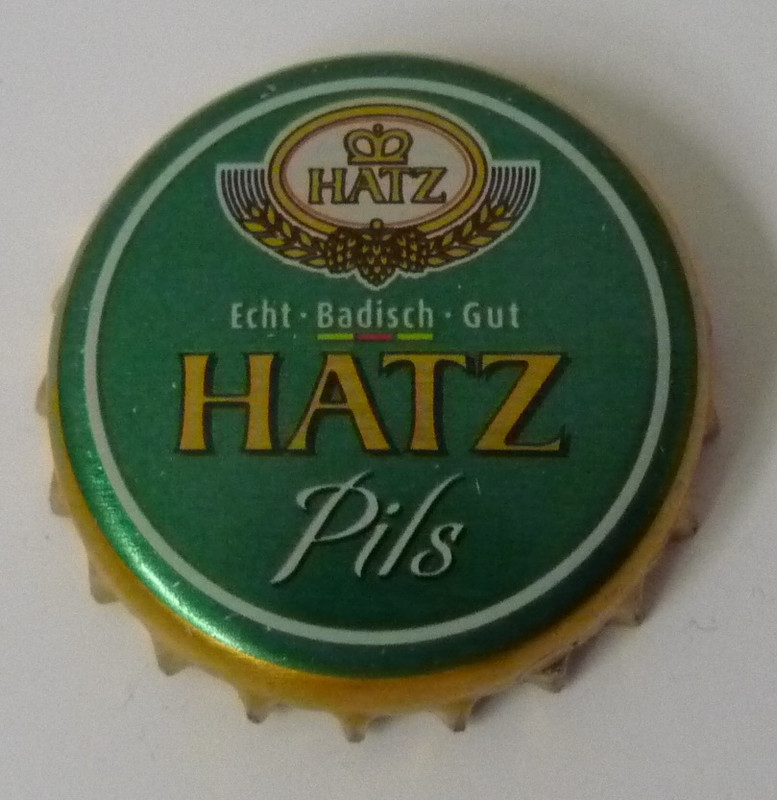 HATZ
Echt · Badisch · Gut
HATZ
Pils